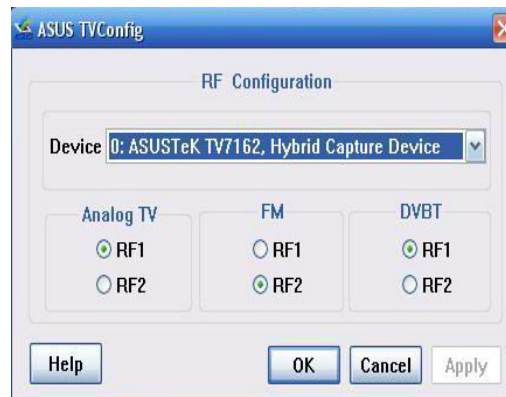 ASUS TVConfig
RF Configuration
Device 0: ASUSTeK TV7162, Hybrid Capture Device
Analog TV FM DVBT
RF1 RF1 RF1
RF2 RF2 RF2
Help OK Cancel Apply